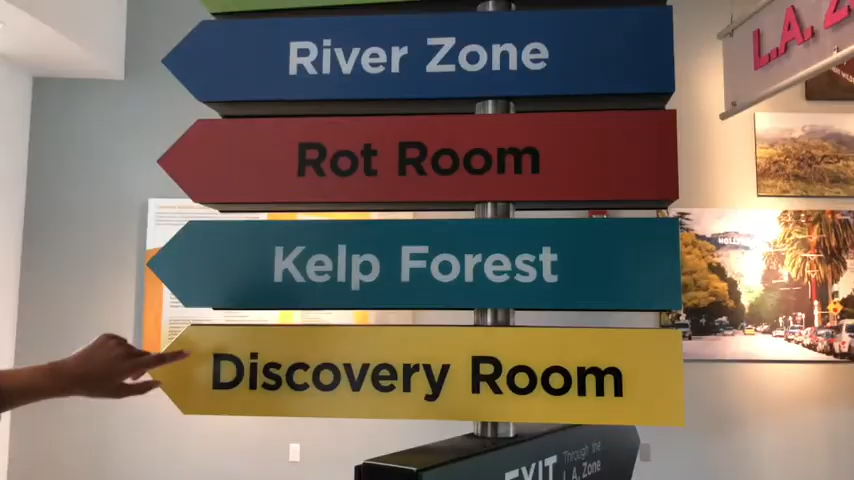 River Zone
L.A.
Rot Room
Kelp Forest
Discovery Room
EXIT
Through the
L.A. Zone